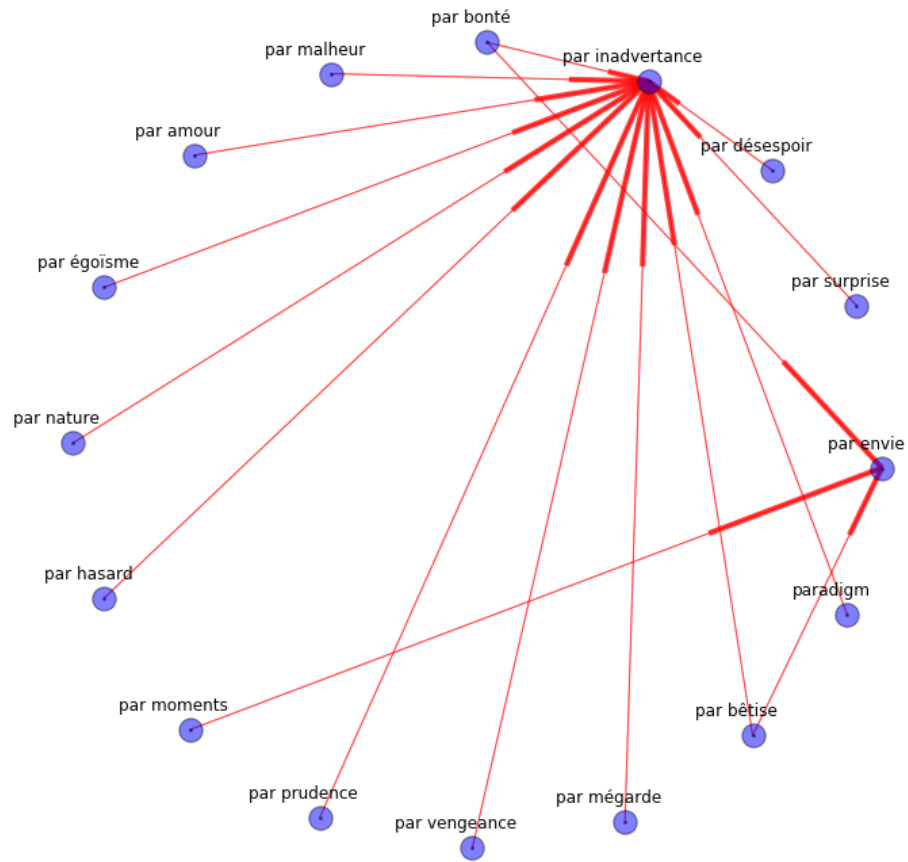 par bonté
par malheur
par inadvertance
par amour
par désespoir
par égoïsme
par surprise
par nature
par envie
par hasard
paradigm
par moments
par bêtise
par prudence
par mégarde
par vengeance